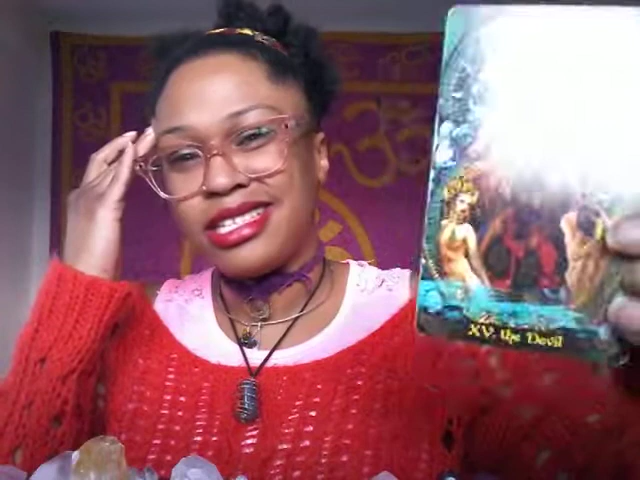 XV. the Devil
ॐ